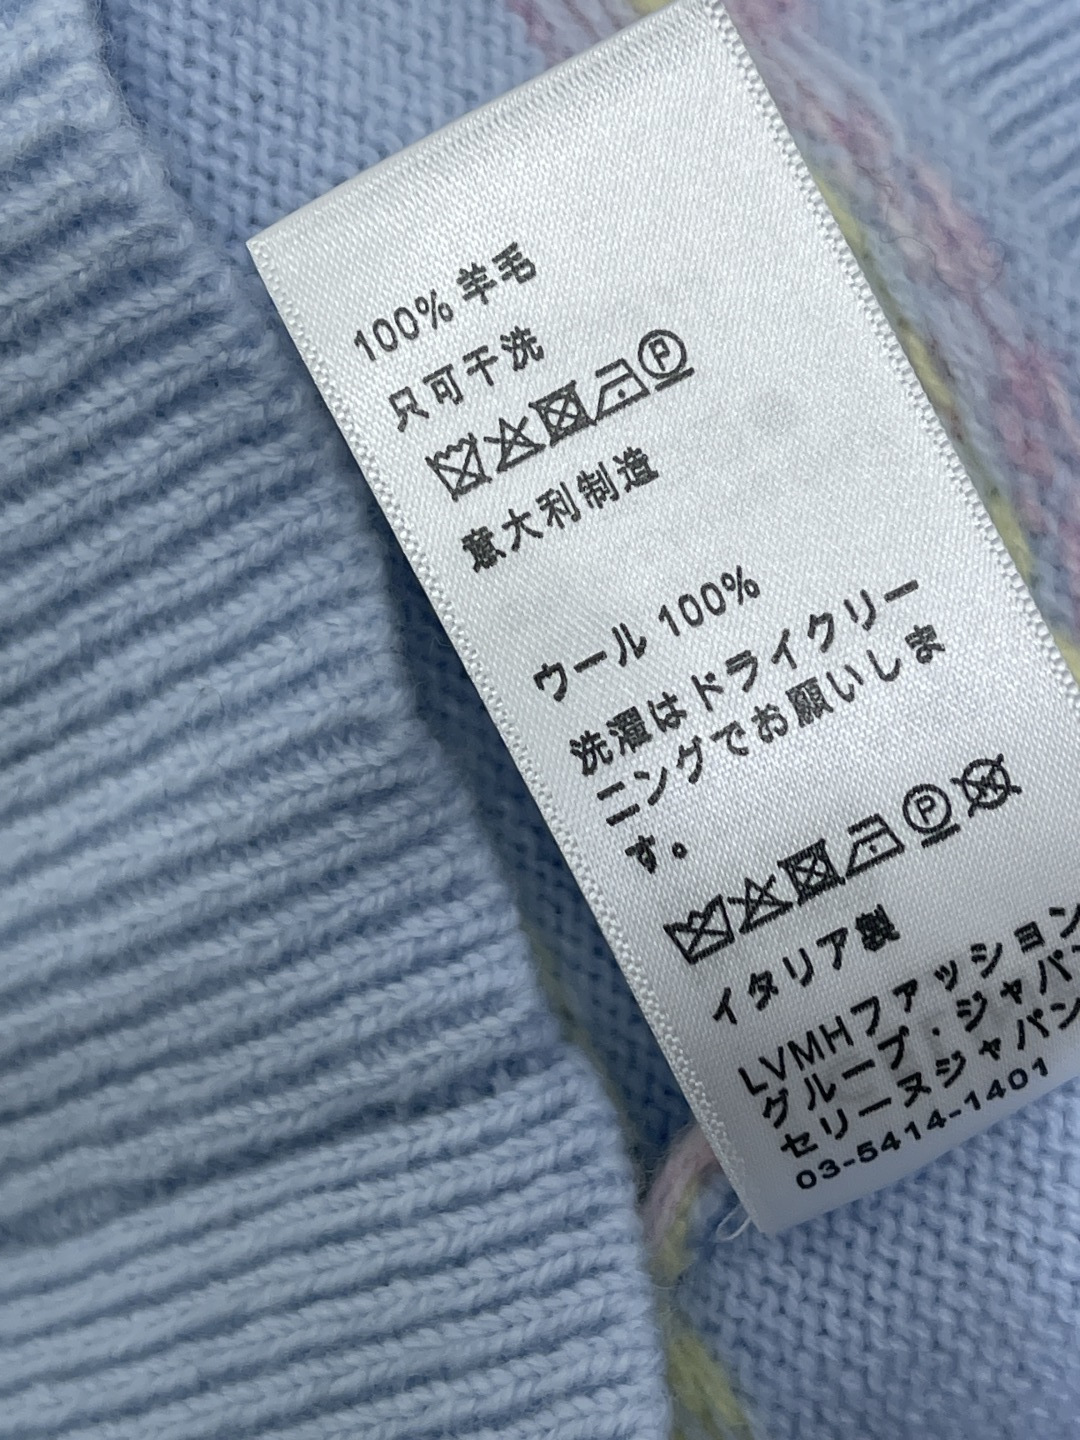 100% 羊毛
只可干洗
P
意大利制造
ウール 100%
洗濯はドライクリー
ニングでお願いしま
す。
P W
イタリア製
LVMHファッション
グループ・ジャパン
セリーヌジャパン
03-5414-1401